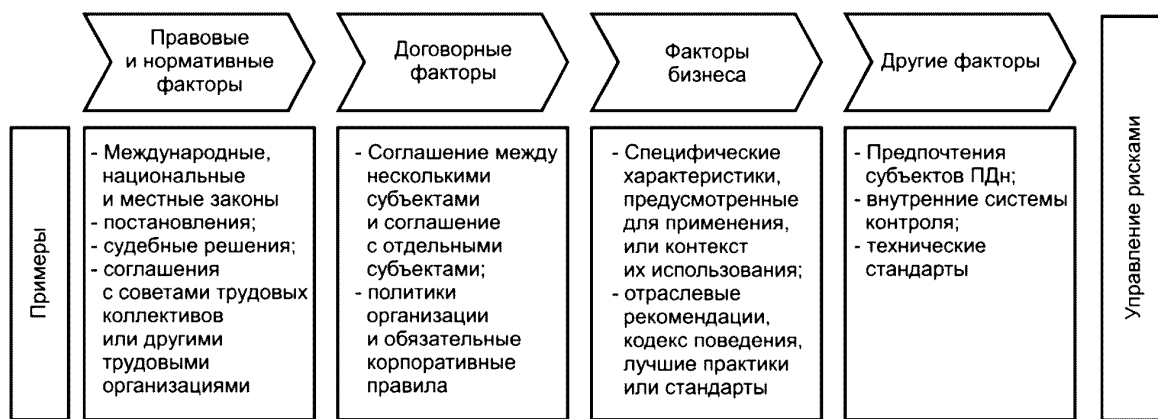 Правовые
и нормативные
факторы
Договорные
факторы
Факторы
бизнеса
Другие факторы
Примеры
- Международные,
национальные
и местные законы
- постановления;
- судебные решения;
- соглашения
с советами трудовых
коллективов
или другими
трудовыми
организациями
- Соглашение между
несколькими
субъектами
и соглашение
с отдельными
субъектами;
- политики
организации
и обязательные
корпоративные
правила
- Специфические
характеристики,
предусмотренные
для применения,
или контекст
их использования;
- отраслевые
рекомендации,
кодекс поведения,
лучшие практики
или стандарты
- Предпочтения
субъектов ПДн;
- внутренние системы
контроля;
- технические
стандарты
Управление рисками